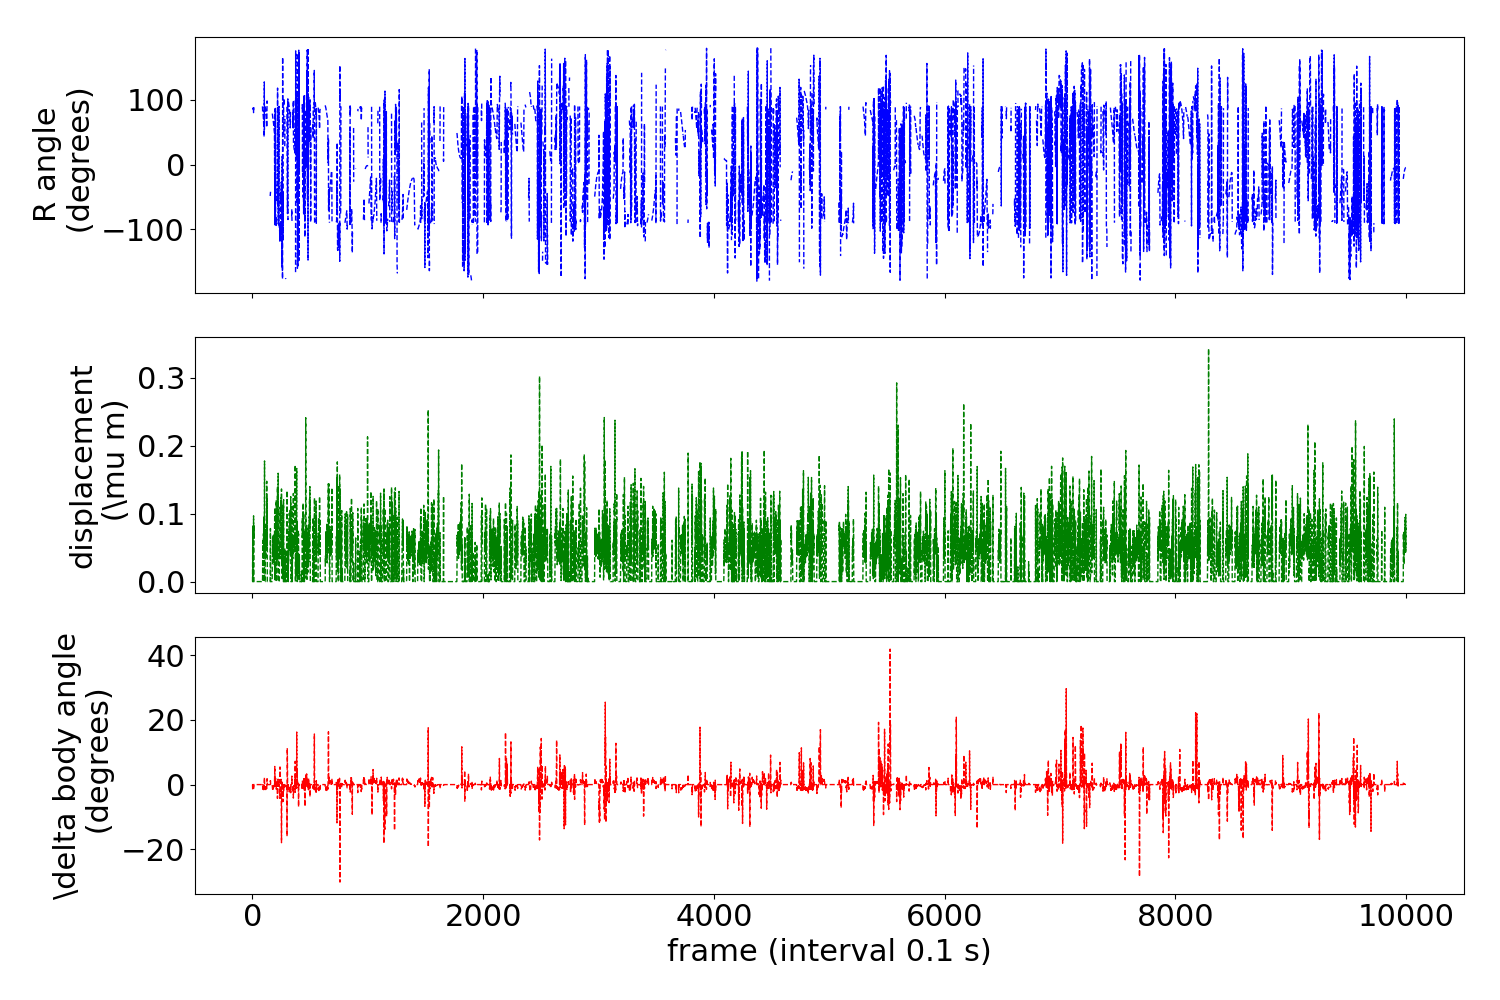 R angle
(degrees)
100
0
−100
displacement
(\mu m)
0.3
0.2
0.1
0.0
\delta body angle
(degrees)
40
20
0
−20
0 2000 4000 6000 8000 10000
frame (interval 0.1 s)